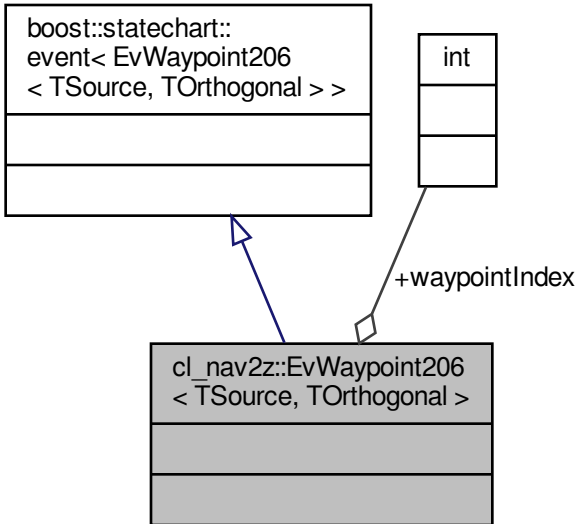 boost::statechart::
event< EvWaypoint206
< TSource, TOrthogonal > >
int
+waypointIndex
cl_nav2z::EvWaypoint206
< TSource, TOrthogonal >